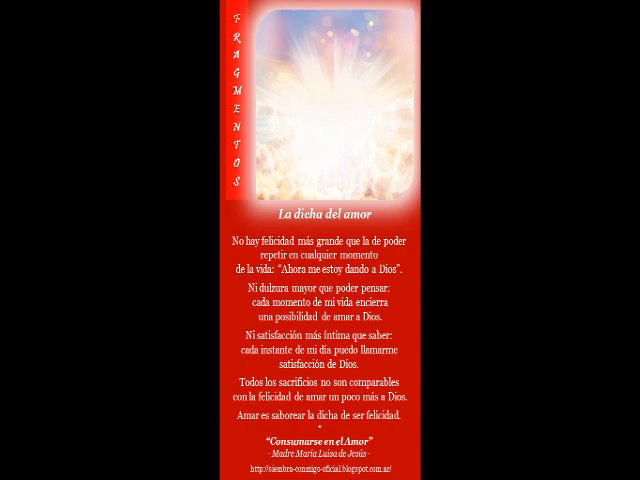 FRAGMENTOS
La dicha del amor
No hay felicidad más grande que la de poder
repetir en cualquier momento
de la vida: “Ahora me estoy dando a Dios”.
Ni dulzura mayor que poder pensar:
cada momento de mi vida encierra
una posibilidad de amar a Dios.
Ni satisfacción más íntima que saber:
cada instante de mi día puedo llamarme
satisfacción de Dios.
Todos los sacrificios no son comparables
con la felicidad de amar un poco más a Dios.
Amar es saborear la dicha de ser felicidad.
*
“Consumarse en el Amor”
- Madre María Luisa de Jesús -
http://siembra-conmigo-oficial.blogspot.com.ar/